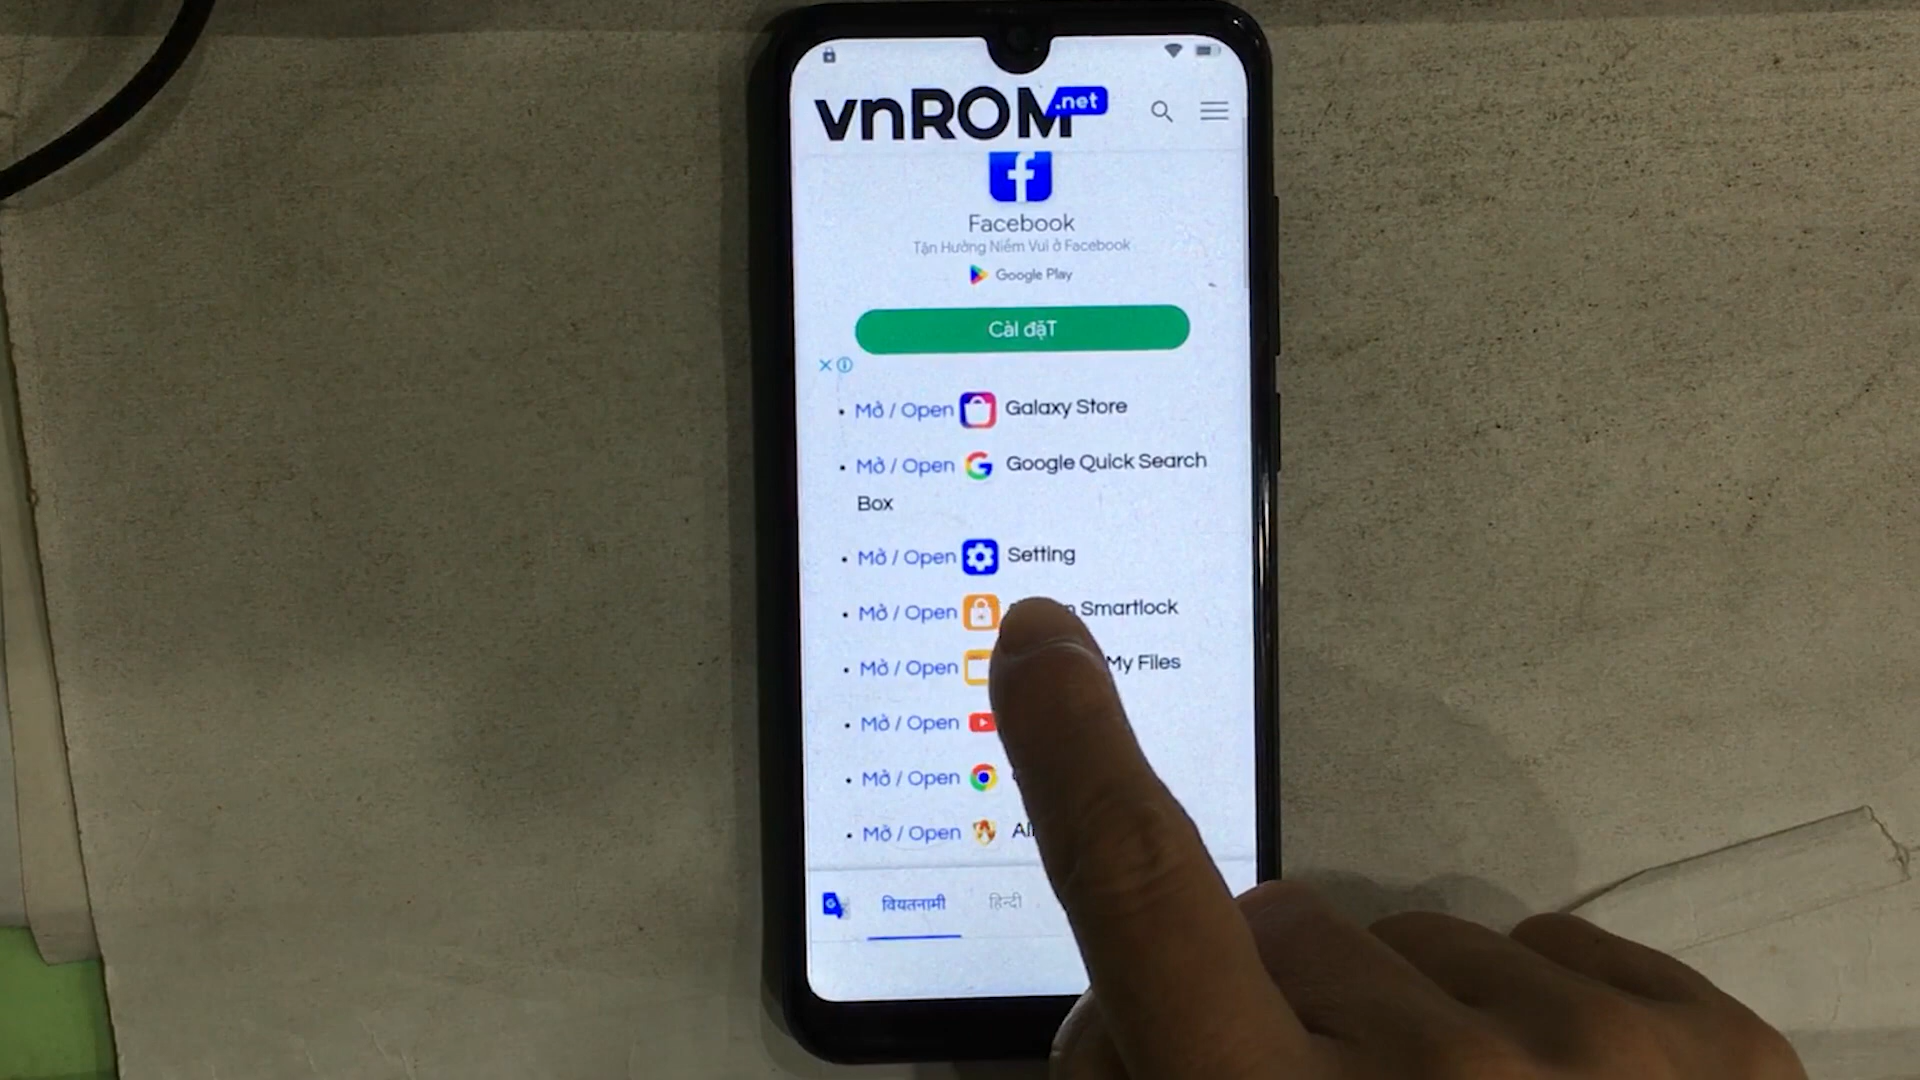 vnROM.net
Facebook
Tận Hưởng Niềm Vui ở Facebook
Google Play
Cài đặT
• Mở / Open Galaxy Store
• Mở / Open Google Quick Search
Box
• Mở / Open Setting
• Mở / Open Smartlock
• Mở / Open My Files
• Mở / Open
• Mở / Open
• Mở / Open
वियतनामी हिन्दी